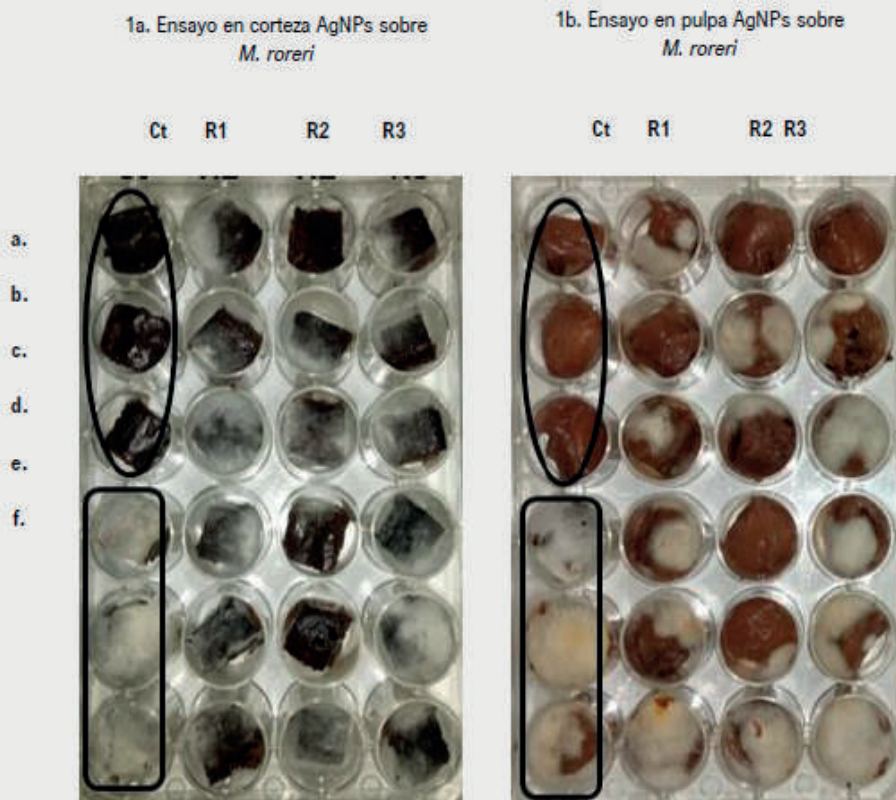 1a. Ensayo en corteza AgNPs sobre
M. roreri
1b. Ensayo en pulpa AgNPs sobre
M. roreri
Ct R1 R2 R3
Ct R1 R2 R3
a.
b.
c.
d.
e.
f.